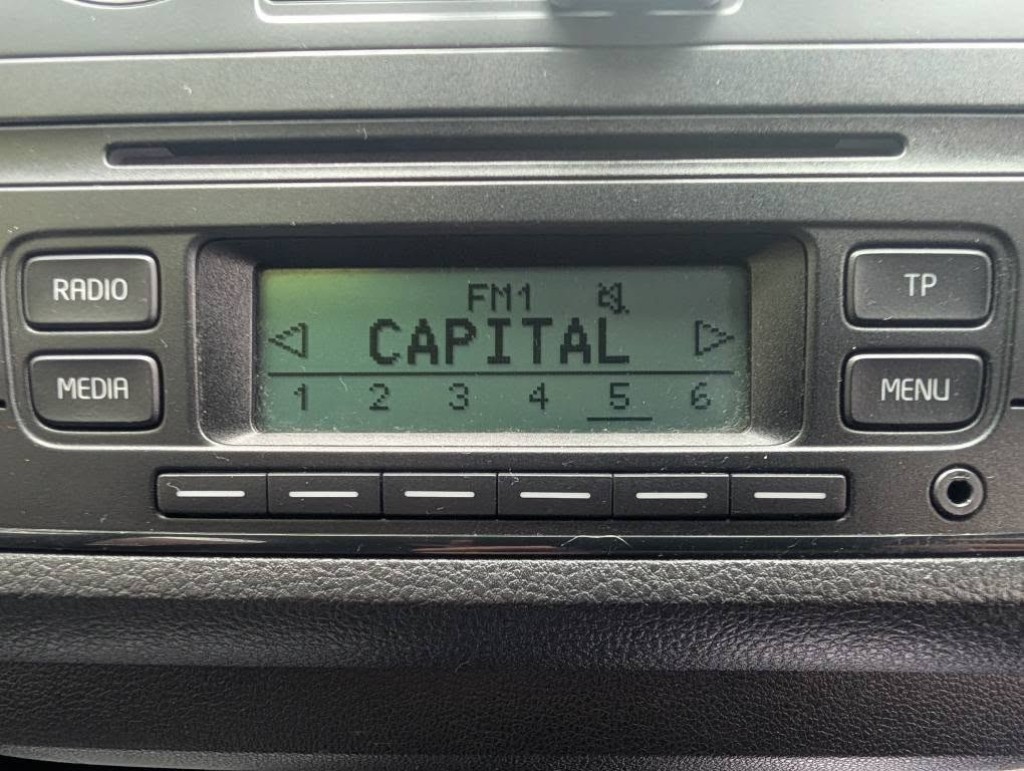 RADIO
MEDIA
FM1
CAPITAL
1 2 3 4 5 6
TP
MENU